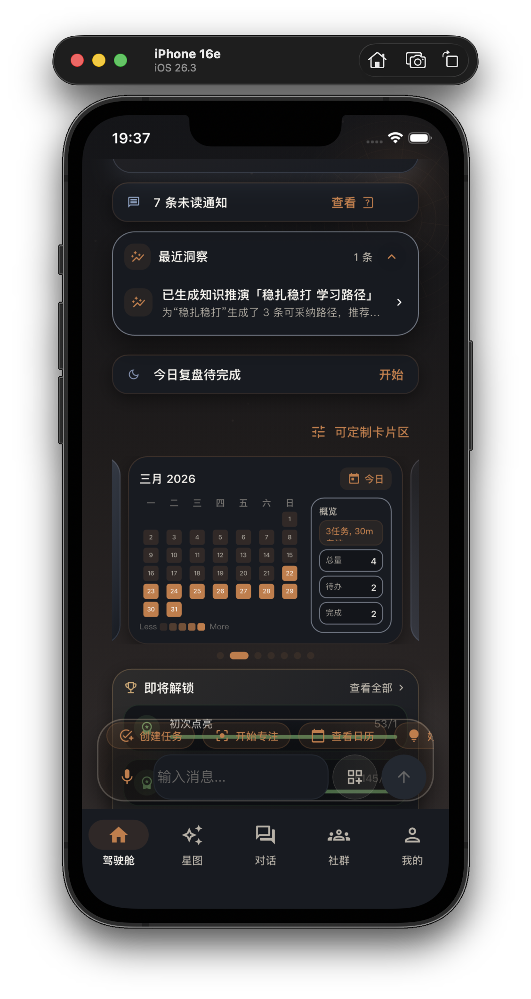 iPhone 16e
iOS 26.3
19:37
7 条未读通知 查看
最近洞察 1 条
已生成知识推演「稳扎稳打 学习路径」
为“稳扎稳打”生成了 3 条可采纳路径，推荐...
今日复盘待完成 开始
可定制卡片区
三月 2026 今日
一 二 三 四 五 六 日
1
2 3 4 5 6 7 8
9 10 11 12 13 14 15
16 17 18 19 20 21 22
23 24 25 26 27 28 29
30 31
Less More
概览
3任务, 30m
总量 4
待办 2
完成 2
即将解锁 查看全部
初次点亮 53/1
创建任务 开始专注 查看日历
输入消息... 145/
驾驶舱 星图 对话 社群 我的